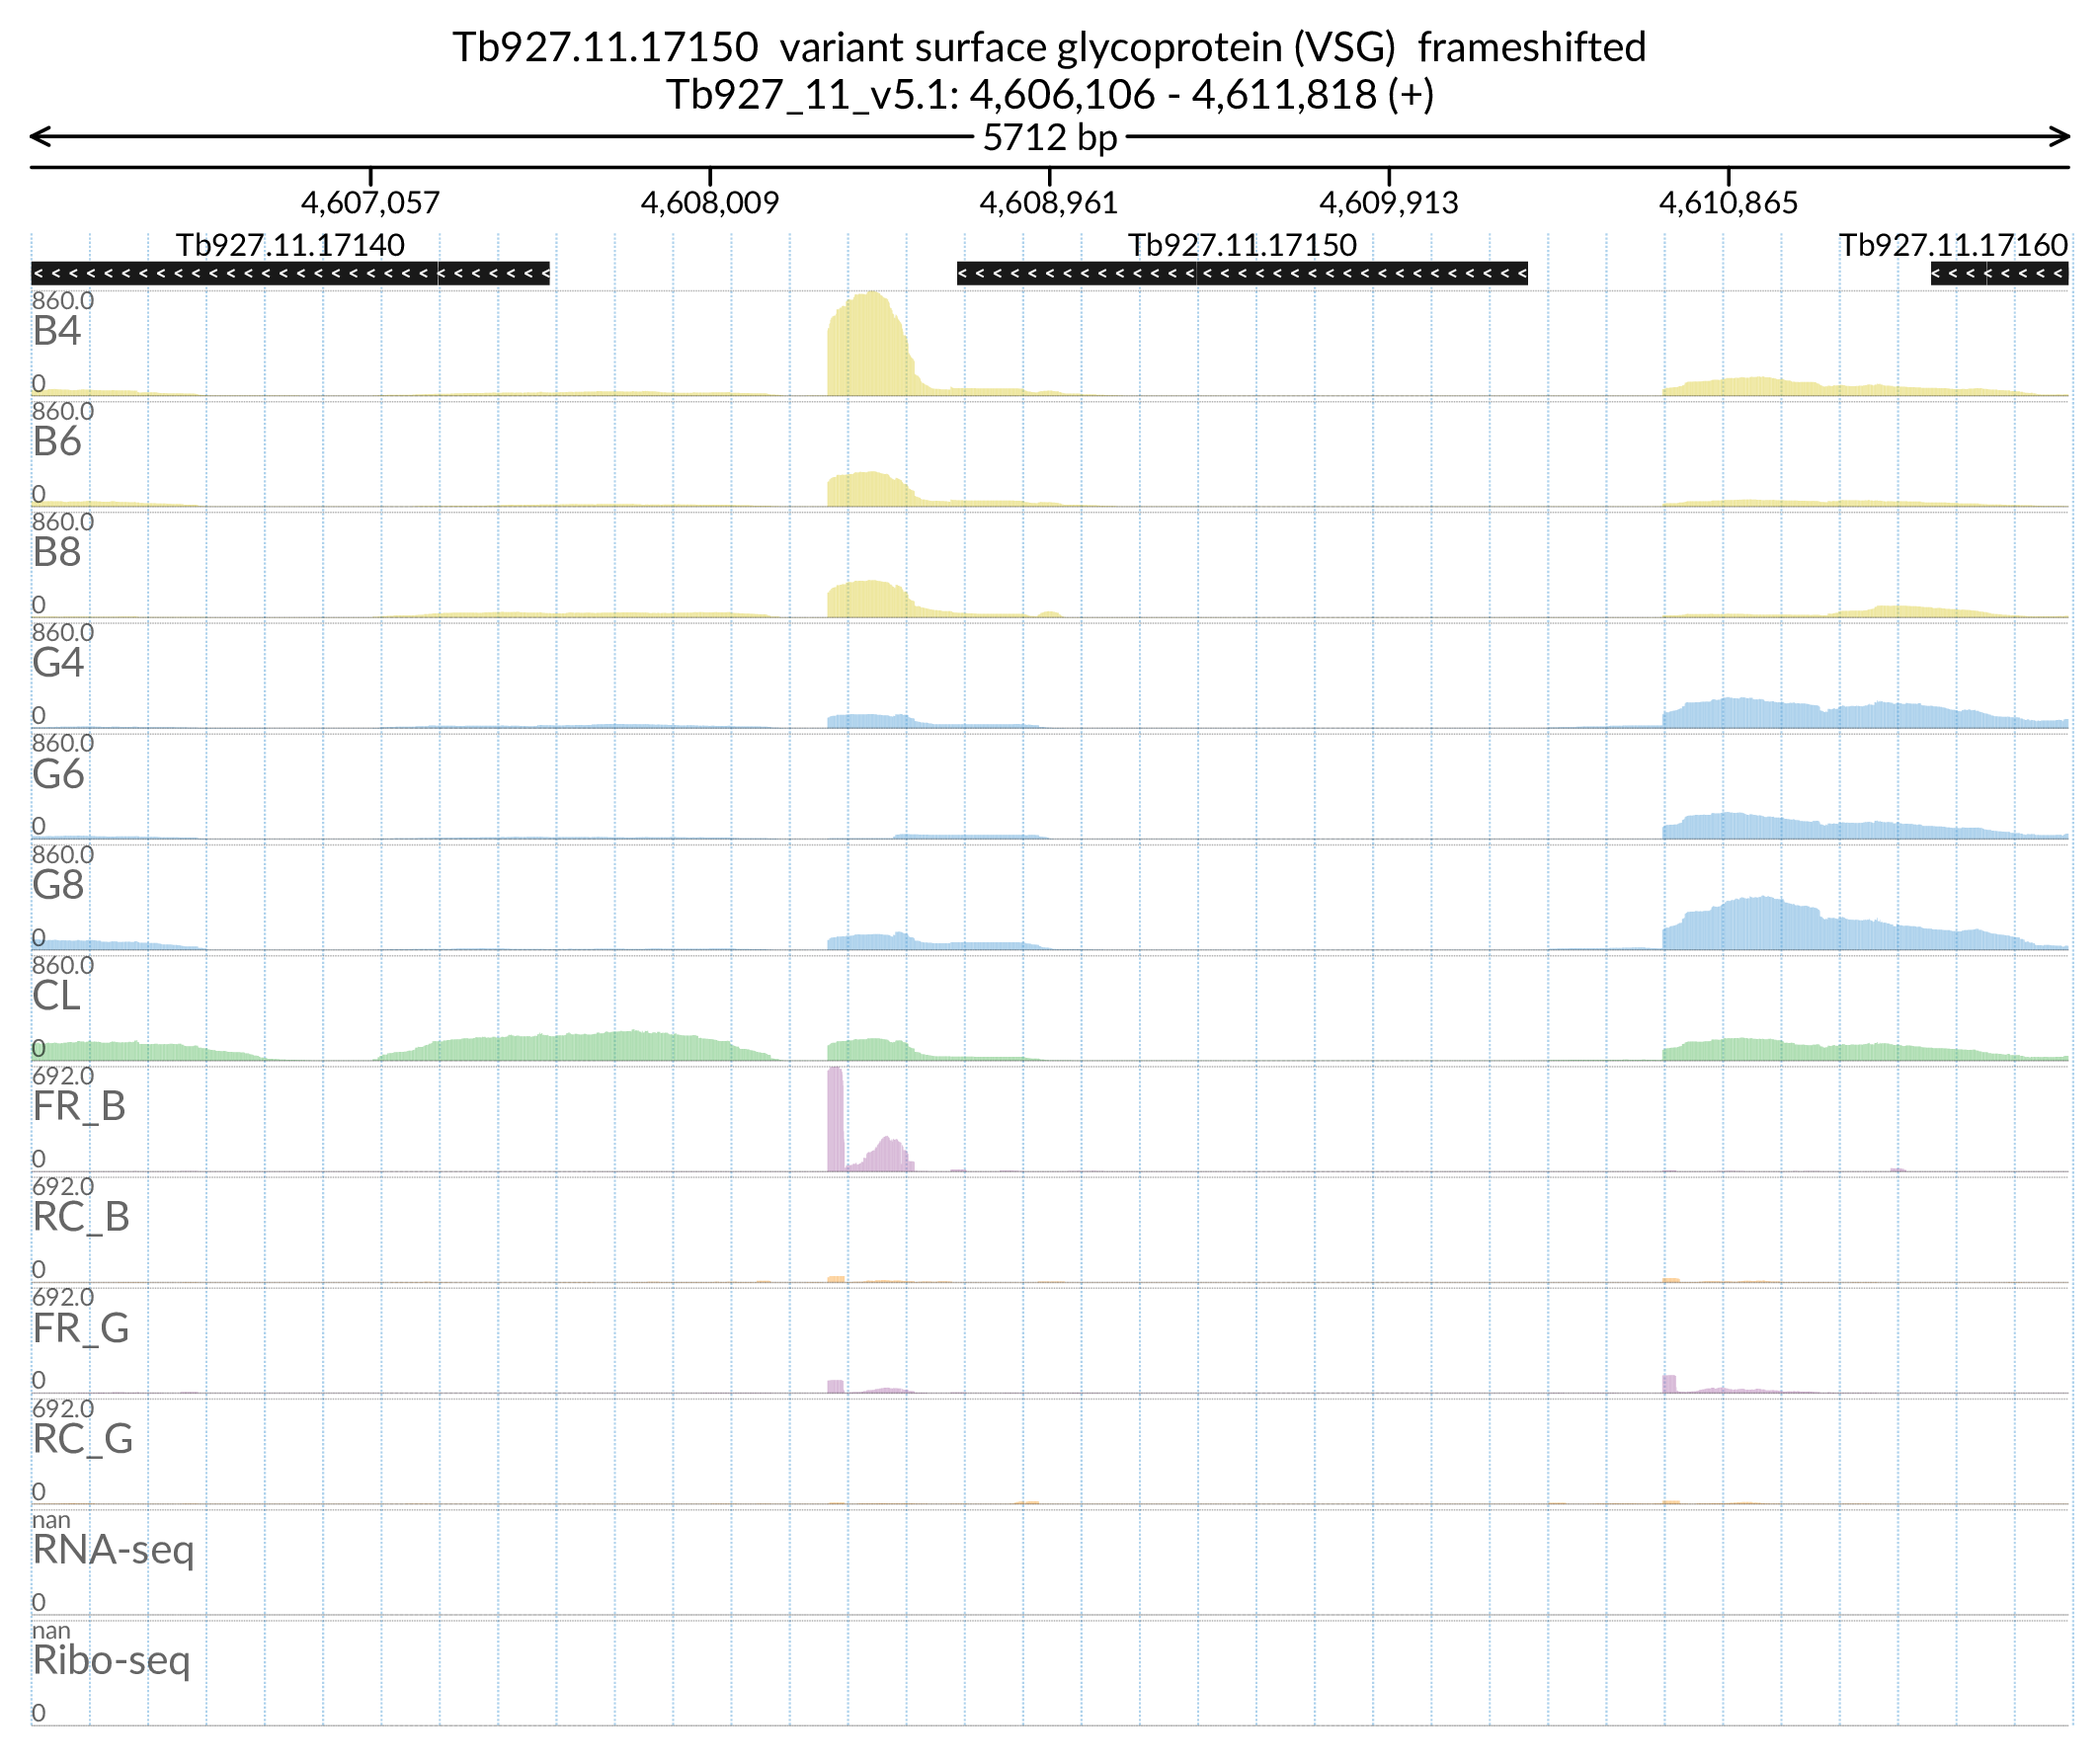 Tb927.11.17150 variant surface glycoprotein (VSG) frameshifted
Tb927_11_v5.1: 4,606,106 - 4,611,818 (+)
5712 bp
4,607,057 4,608,009 4,608,961 4,609,913 4,610,865
Tb927.11.17140 Tb927.11.17150 Tb927.11.17160
860.0
B4
0
860.0
B6
0
860.0
B8
0
860.0
G4
0
860.0
G6
0
860.0
G8
0
860.0
CL
0
692.0
FR_B
0
692.0
RC_B
0
692.0
FR_G
0
692.0
RC_G
0
nan
RNA-seq
0
nan
Ribo-seq
0